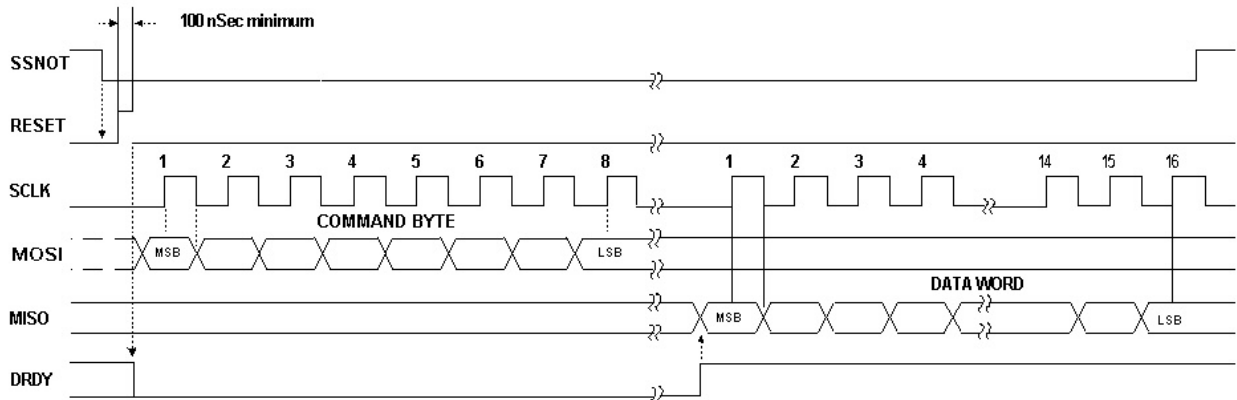 100 nSec minimum
SSNOT
RESET
1 2 3 4 5 6 7 8 1 2 3 4 14 15 16
SCLK
COMMAND BYTE
MOSI MSB LSB
DATA WORD
MISO MSB LSB
DRDY